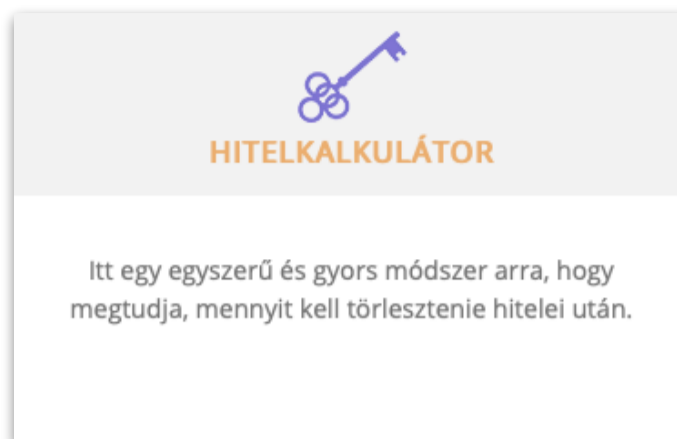 HITELKALKULÁTOR
Itt egy egyszerű és gyors módszer arra, hogy
megtudja, mennyit kell törlesztenie hitelei után.